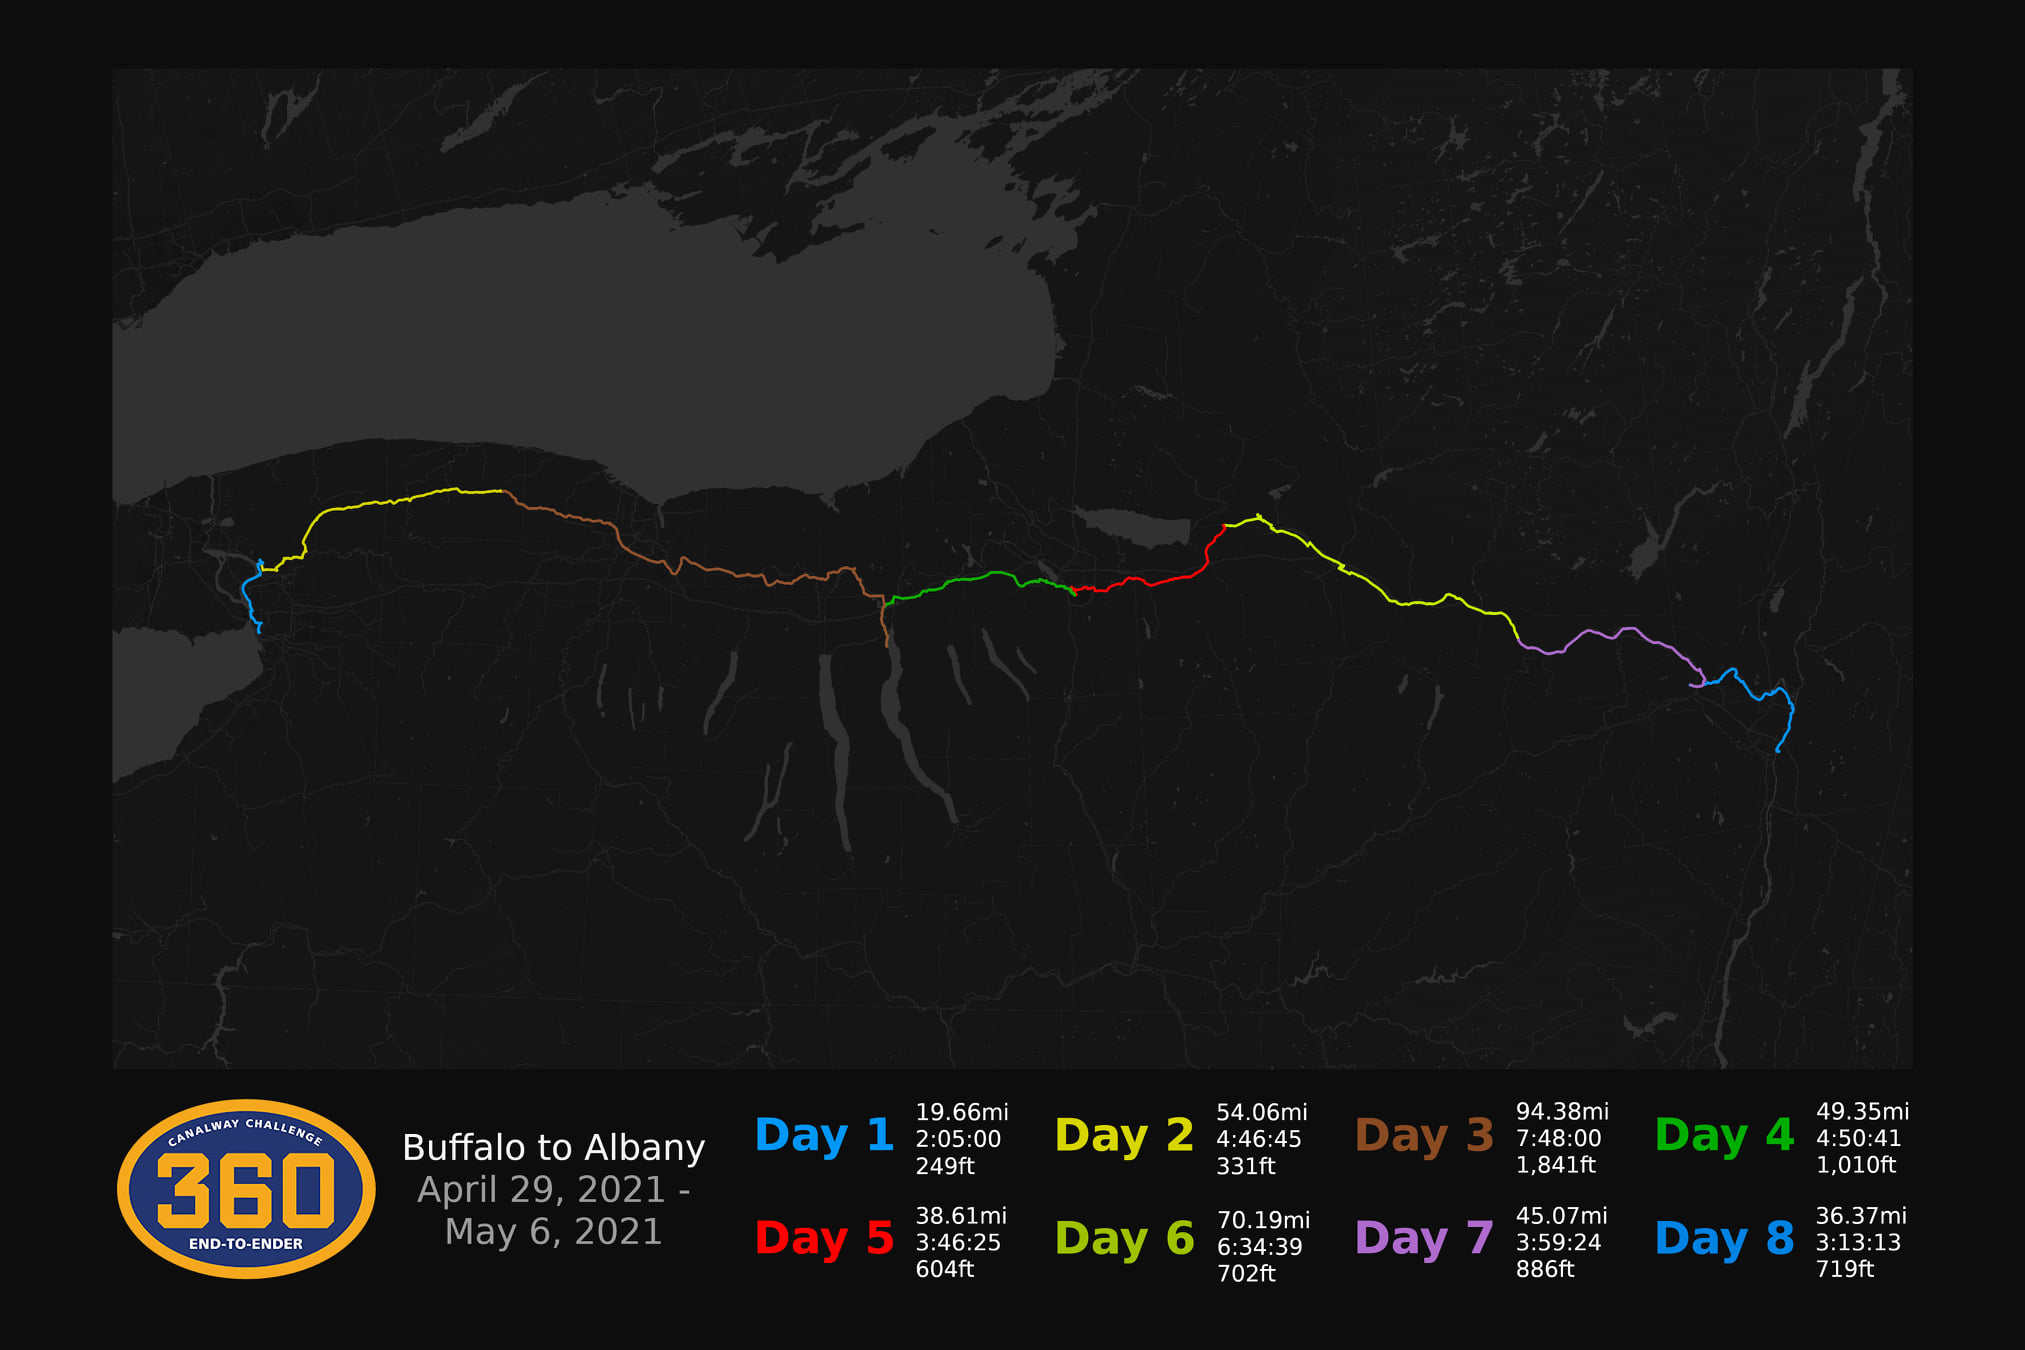 CANALWAY CHALLENGE
360
END-TO-ENDER
Buffalo to Albany
April 29, 2021 -
May 6, 2021
Day 1
19.66mi
2:05:00
249ft
Day 2
54.06mi
4:46:45
331ft
Day 3
94.38mi
7:48:00
1,841ft
Day 4
49.35mi
4:50:41
1,010ft
Day 5
38.61mi
3:46:25
604ft
Day 6
70.19mi
6:34:39
702ft
Day 7
45.07mi
3:59:24
886ft
Day 8
36.37mi
3:13:13
719ft